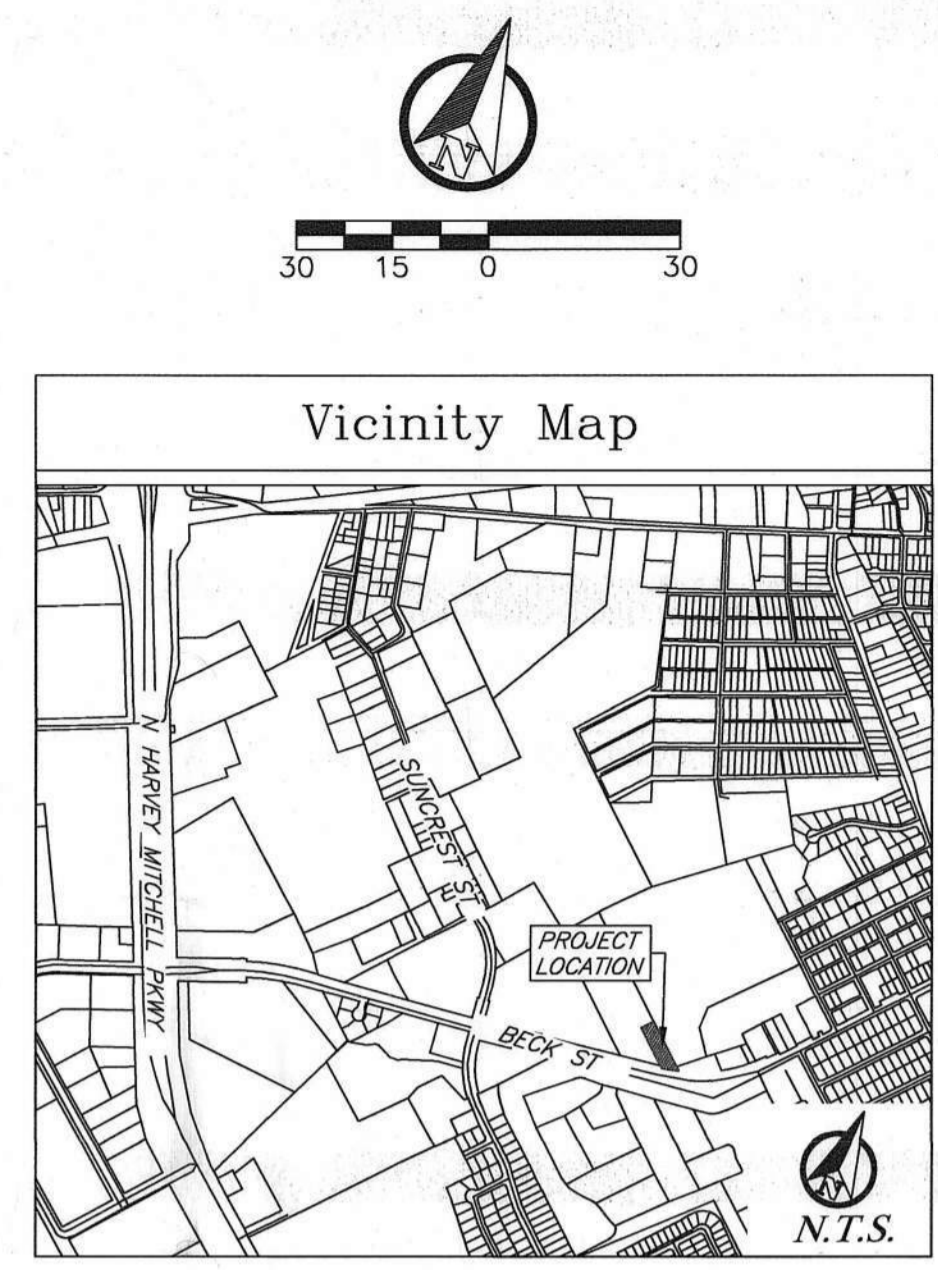 N
30 15 0 30
Vicinity Map
N HARVEY MITCHELL PKWY
SUNCREST ST
PROJECT
LOCATION
BECK ST
N
N.T.S.